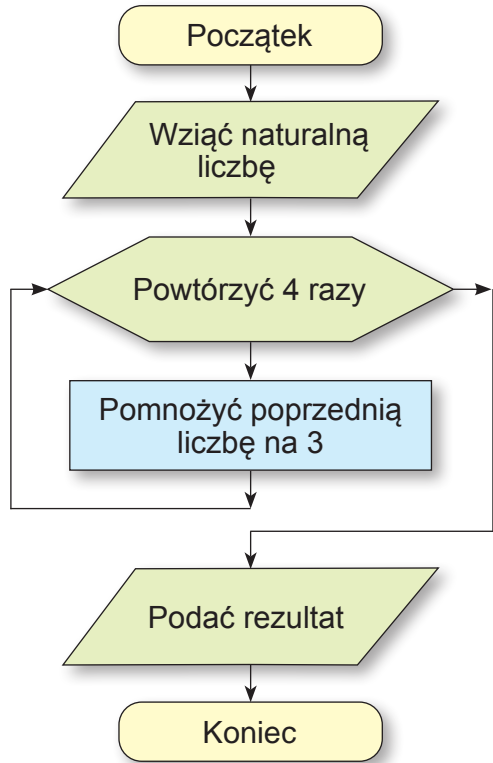 Początek
Wziąć naturalną
liczbę
Powtórzyć 4 razy
Pomnożyć poprzednią
liczbę na 3
Podać rezultat
Koniec